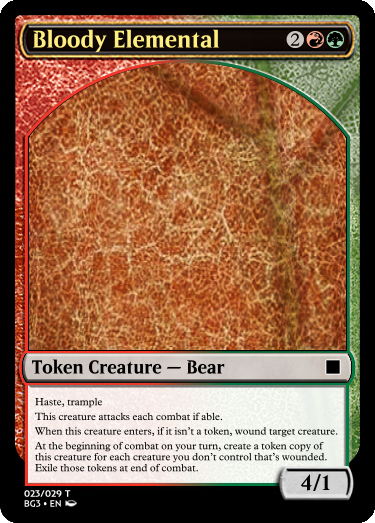 Bloody Elemental 2
Token Creature — Bear
Haste, trample
This creature attacks each combat if able.
When this creature enters, if it isn't a token, wound target creature.
At the beginning of combat on your turn, create a token copy of
this creature for each creature you don't control that's wounded.
Exile those tokens at end of combat.
4/1
023/029 T
BG3 • EN